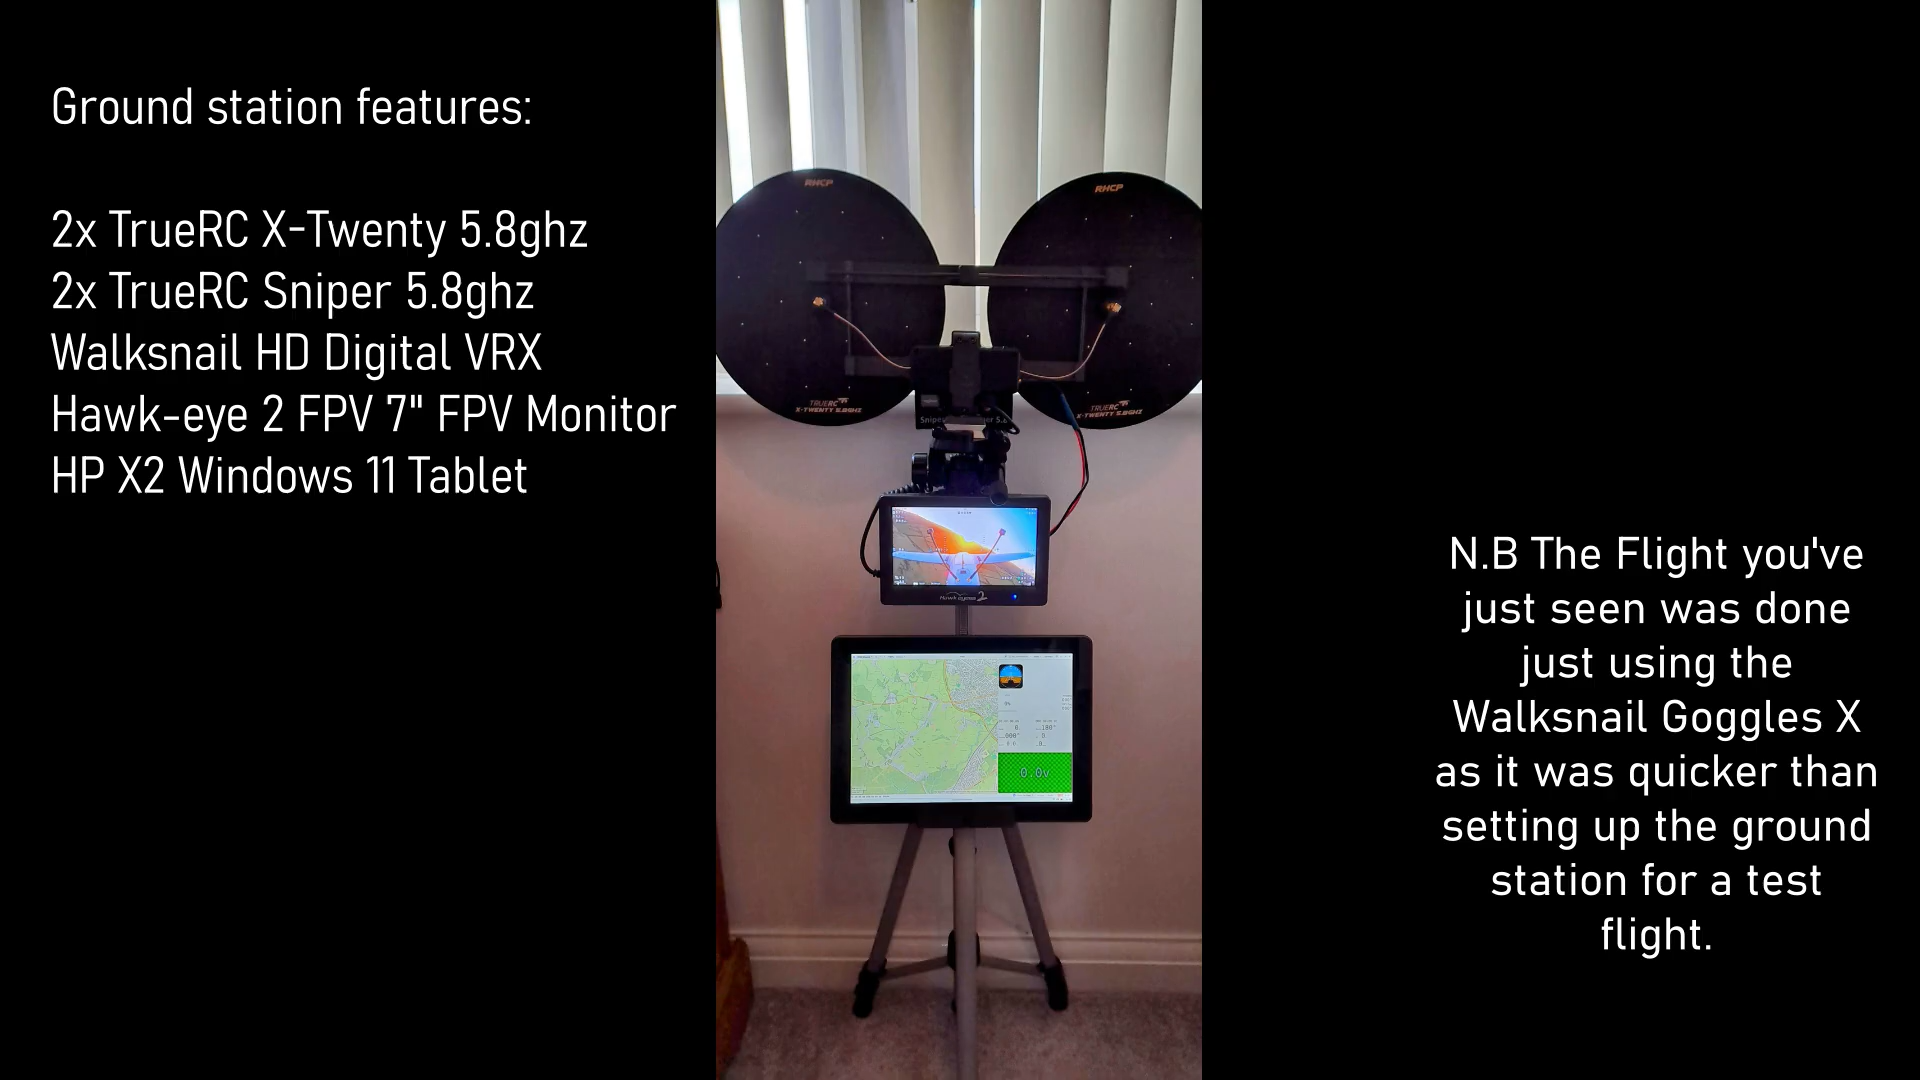 Ground station features:
2x TrueRC X-Twenty 5.8ghz
2x TrueRC Sniper 5.8ghz
Walksnail HD Digital VRX
Hawk-eye 2 FPV 7" FPV Monitor
HP X2 Windows 11 Tablet
RHCP
RHCP
TRUERC
X-TWENTY 5.8GHZ
TRUERC
X-TWENTY 5.8GHZ
Hawkeye 2
0.0v
N.B The Flight you've
just seen was done
just using the
Walksnail Goggles X
as it was quicker than
setting up the ground
station for a test
flight.